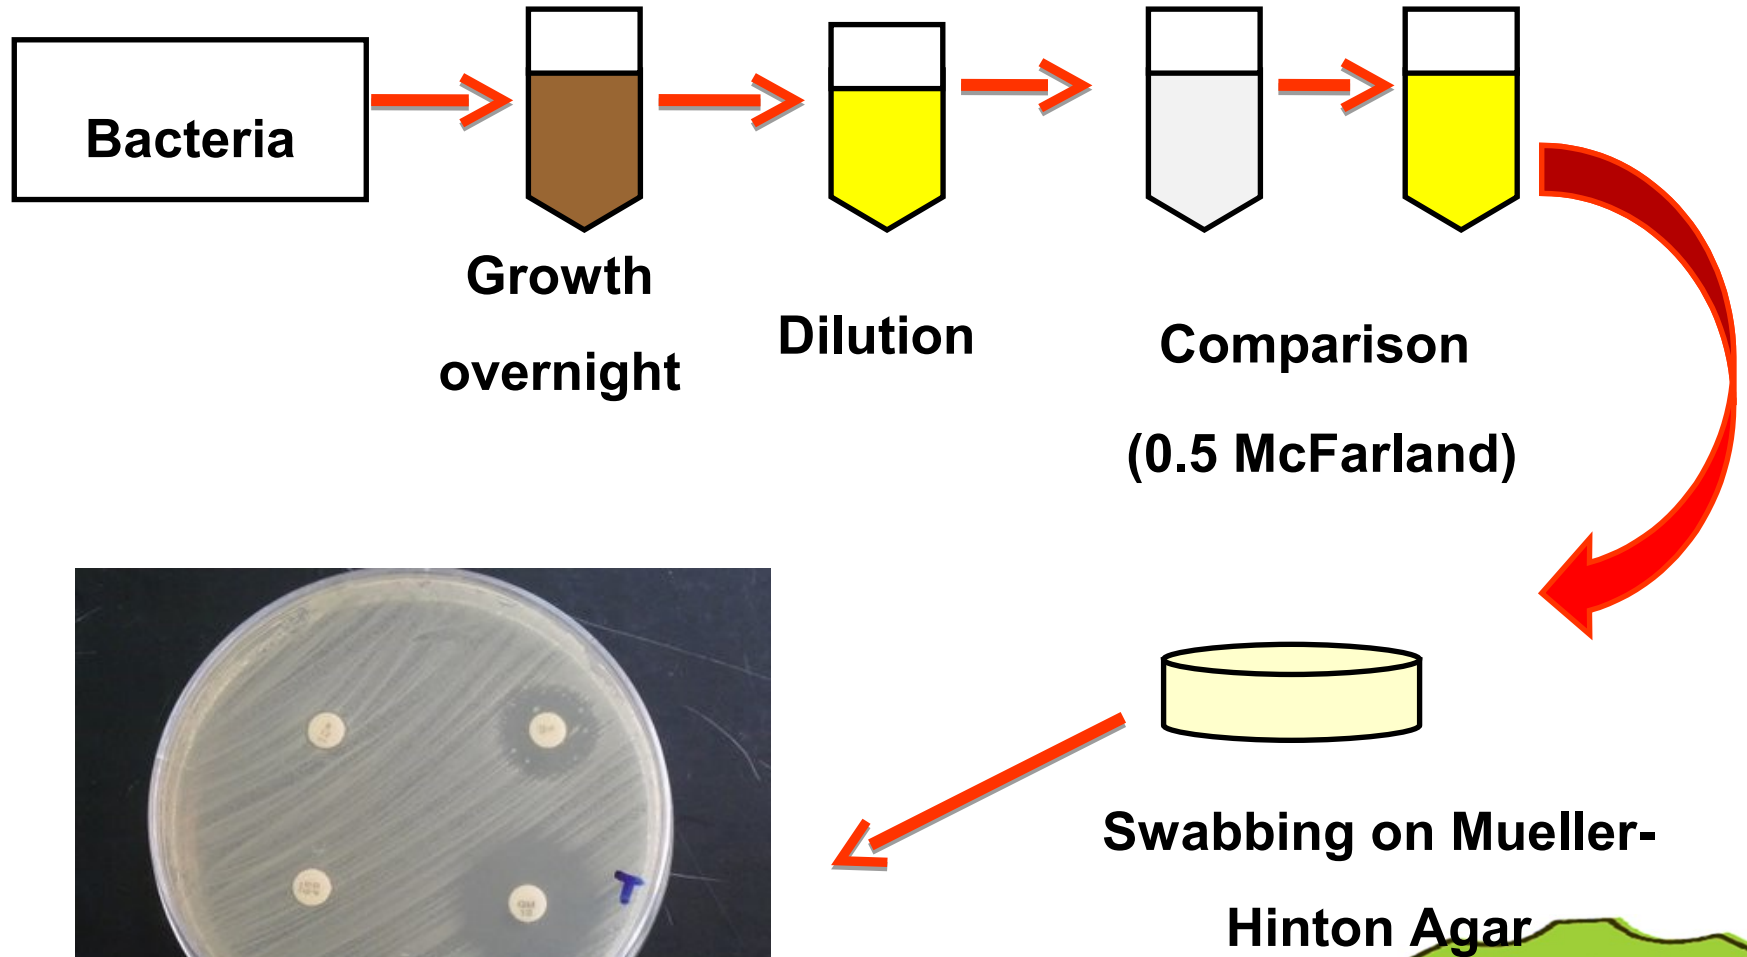 Bacteria
Growth
overnight
Dilution
Comparison
(0.5 McFarland)
Swabbing on Mueller-
Hinton Agar